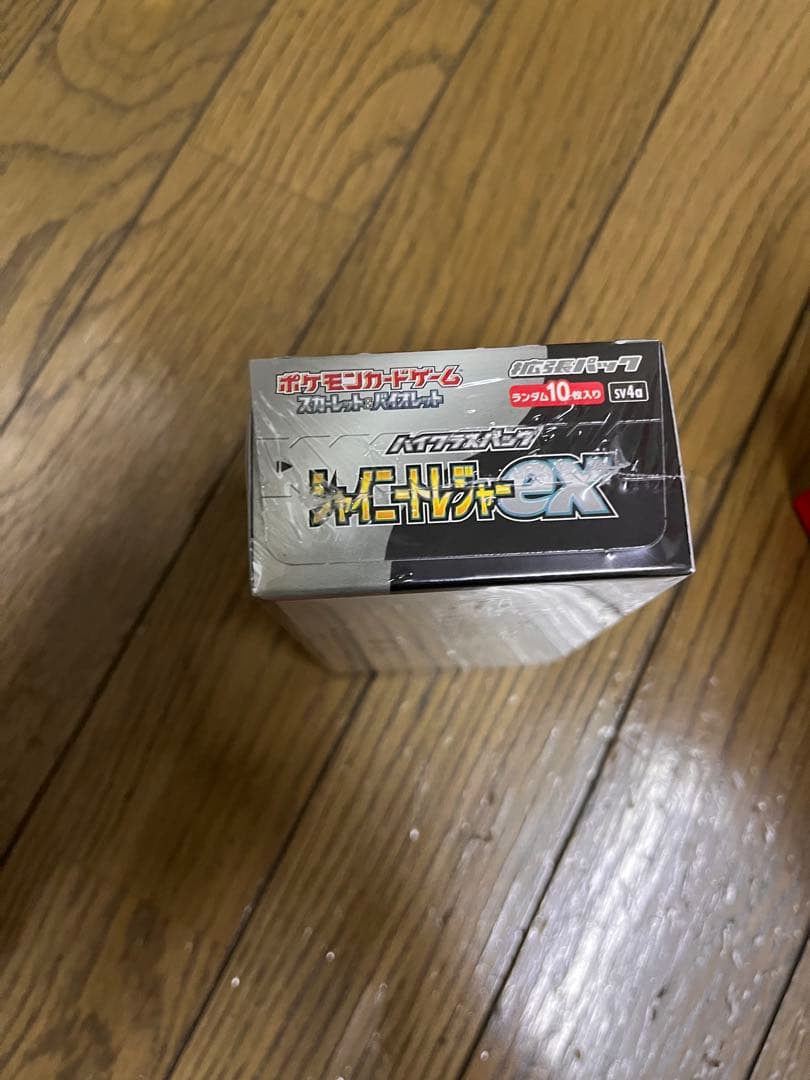 ポケモンカードゲーム
スカーレット&バイオレット
拡張パック
ランダム10枚入り
SV4a
ハイクラスパック
シャイニートレジャーex